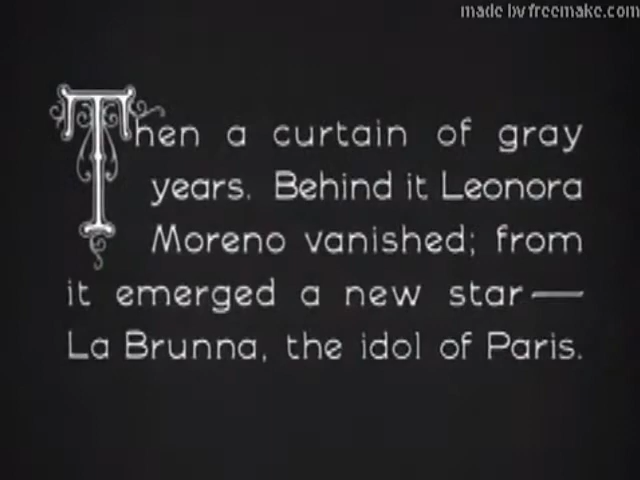 made by freemake.com
Then a curtain of gray
years. Behind it Leonora
Moreno vanished; from
it emerged a new star—
La Brunna, the idol of Paris.